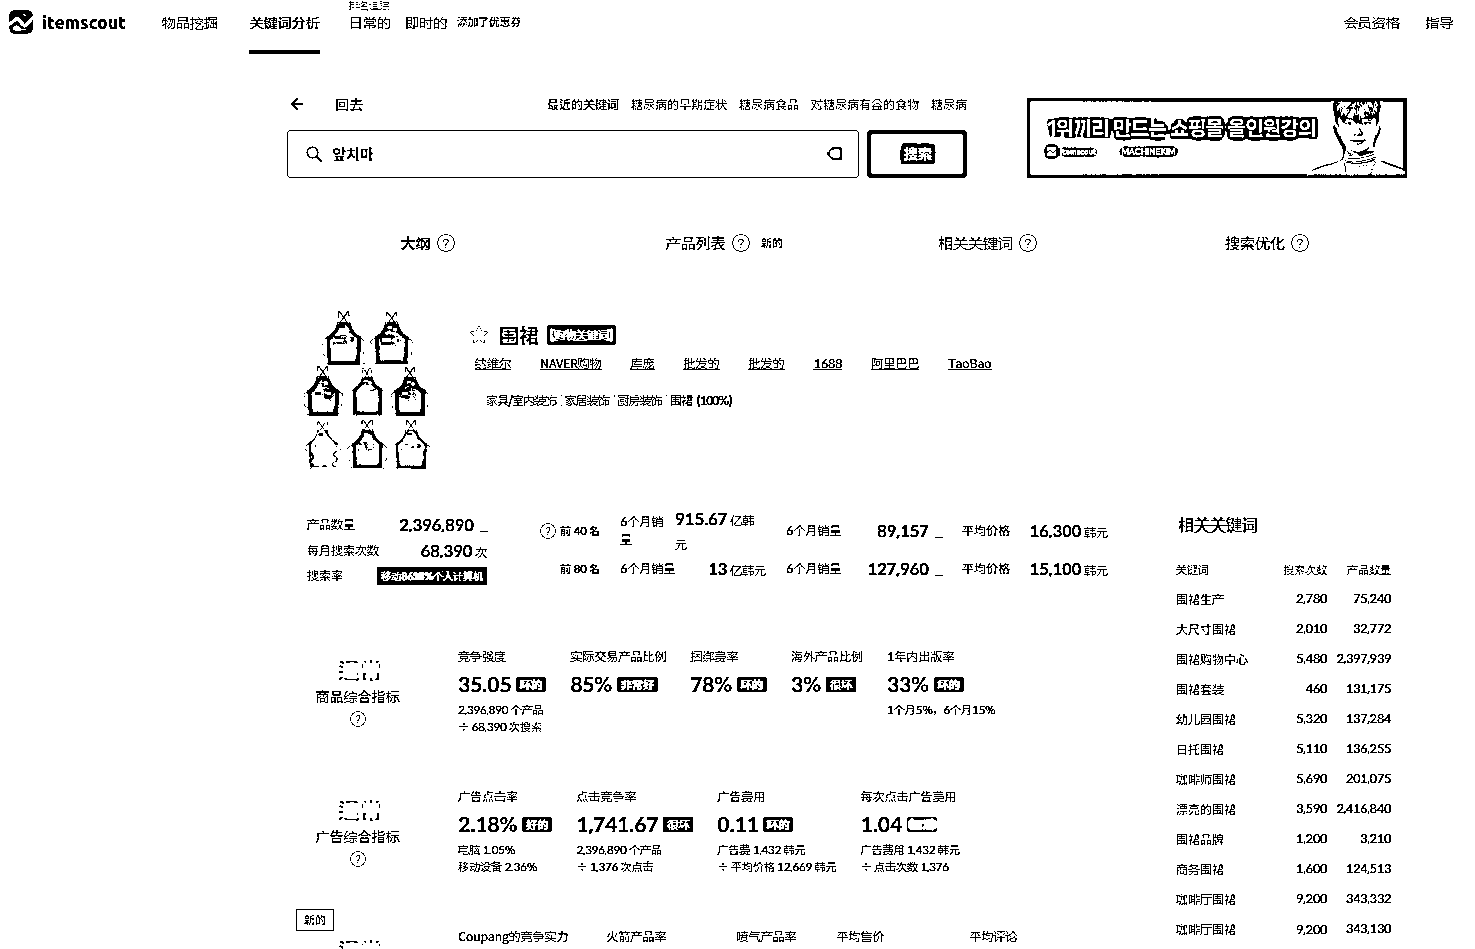 itemscout 物品挖掘 关键词分析 日常的 即时的 添加了优惠券 会员资格 指导
回去 最近的关键词 糖尿病的早期症状 糖尿病食品 对糖尿病有益的食物 糖尿病
앞치마 搜索
1위끼리 만드는 쇼핑몰 올인원강의
itemscout MACHINEKIM
大纲 ? 产品列表 ? 新的 相关关键词 ? 搜索优化 ?
围裙 购物关键词
NAVER购物 库庞 批发的 批发的 1688 阿里巴巴 TaoBao
家具/室内装饰 家居装饰 厨房装饰 围裙 (100%)
产品数量 2,396,890 _
每月搜索次数 68,390 次
搜索率
? 前 40 名 6个月销量 915.67 亿韩元 6个月销量 89,157 _ 平均价格 16,300 韩元
前 80 名 6个月销量 13 亿韩元 6个月销量 127,960 _ 平均价格 15,100 韩元
商品综合指标
?
竞争强度 实际交易产品比例 捆绑费率 海外产品比例 1年内出版率
35.05 坏的 85% 非常好 78% 坏的 3% 很坏 33% 坏的
2,396,890 个产品 1个月5%，6个月15%
÷ 68,390 次搜索
广告综合指标
?
广告点击率 点击竞争率 广告费用 每次点击广告费用
2.18% 好的 1,741.67 很坏 0.11 坏的 1.04
电脑 1.05% 2,396,890 个产品 广告费 1,432 韩元 广告费用 1,432 韩元
移动设备 2.36% ÷ 1,376 次点击 ÷ 平均价格 12,669 韩元 ÷ 点击次数 1,376
新的
Coupang的竞争实力 火箭产品率 喷气产品率 平均售价 平均评论
相关关键词
关键词 搜索次数 产品数量
围裙生产 2,780 75,240
大尺寸围裙 2,010 32,772
围裙购物中心 5,480 2,397,939
围裙套装 460 131,175
幼儿园围裙 5,320 137,284
日托围裙 5,110 136,255
咖啡师围裙 5,690 201,075
漂亮的围裙 3,590 2,416,840
围裙品牌 1,200 3,210
商务围裙 1,600 124,513
咖啡厅围裙 9,200 343,332
咖啡厅围裙 9,200 343,130